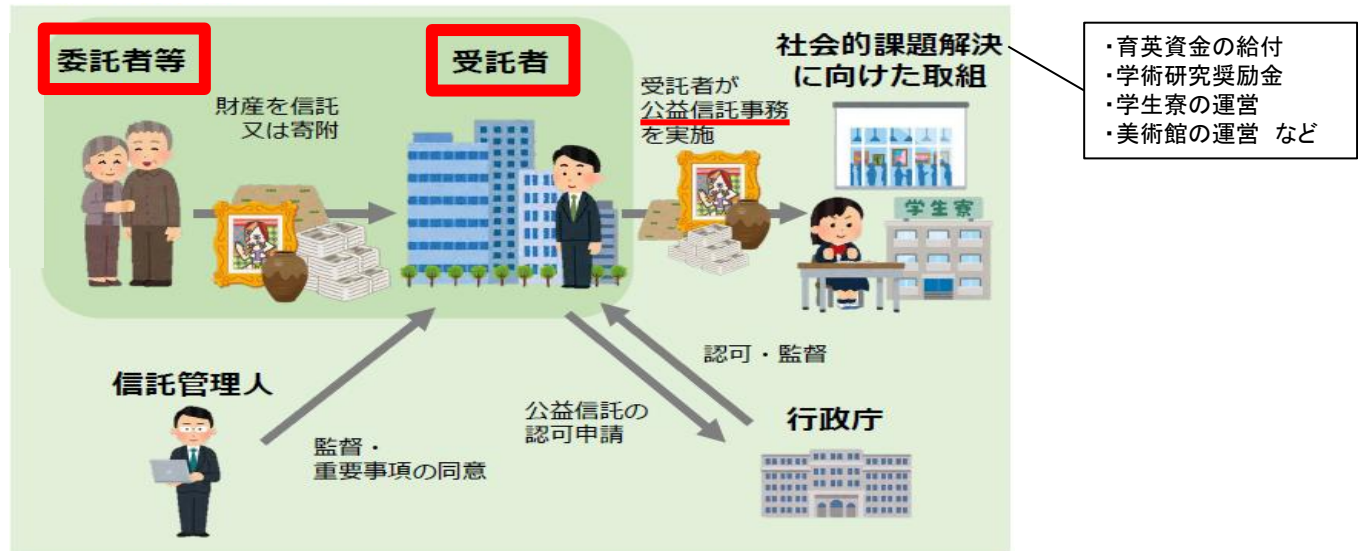 委託者等
受託者
社会的課題解決
に向けた取組
・育英資金の給付
・学術研究奨励金
・学生寮の運営
・美術館の運営　など
財産を信託
又は寄附
受託者が
公益信託事務
を実施
学生寮
信託管理人
監督・
重要事項の同意
公益信託の
認可申請
認可・監督
行政庁